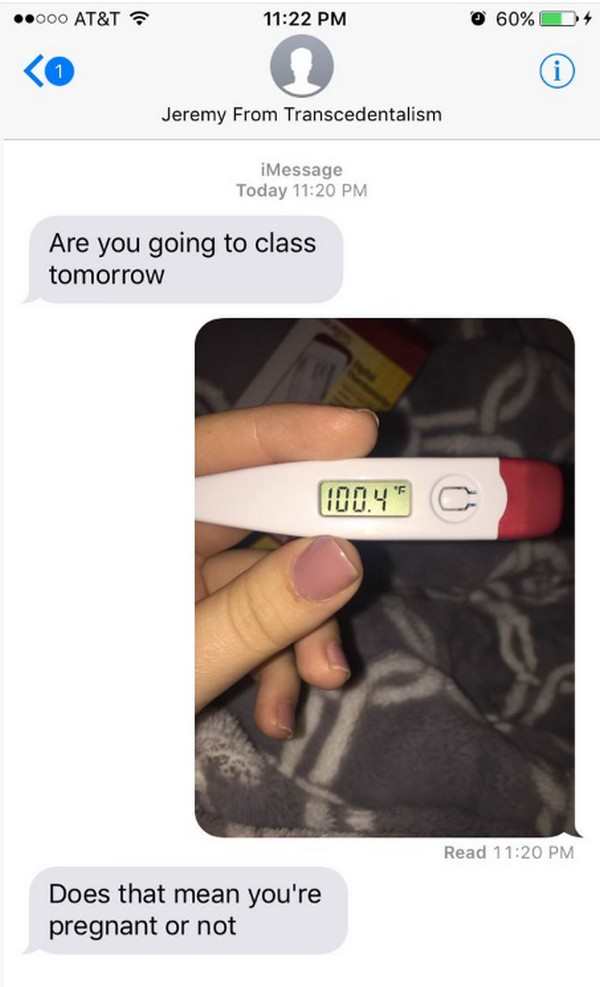 AT&T 11:22 PM 60%
1
i
Jeremy From Transcedentalism
iMessage
Today 11:20 PM
Are you going to class
tomorrow
100.4 °F
Read 11:20 PM
Does that mean you're
pregnant or not